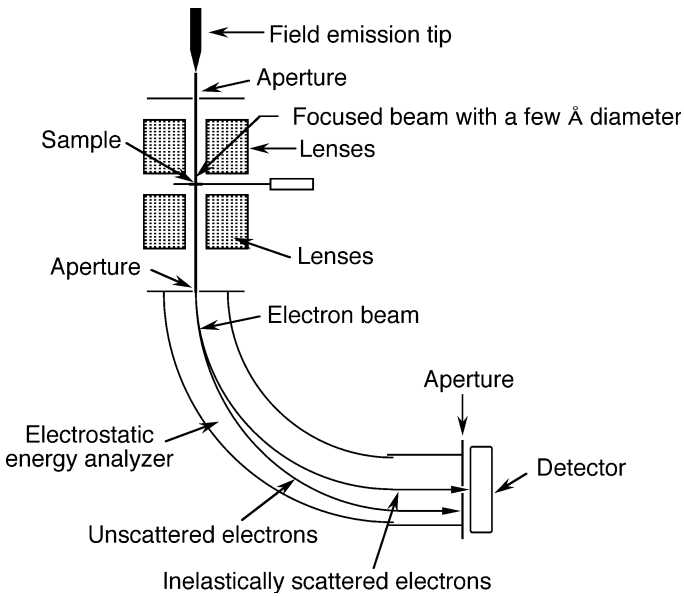 Field emission tip
Aperture
Focused beam with a few Å diameter
Sample
Lenses
Lenses
Aperture
Electron beam
Aperture
Electrostatic
energy analyzer
Detector
Unscattered electrons
Inelastically scattered electrons